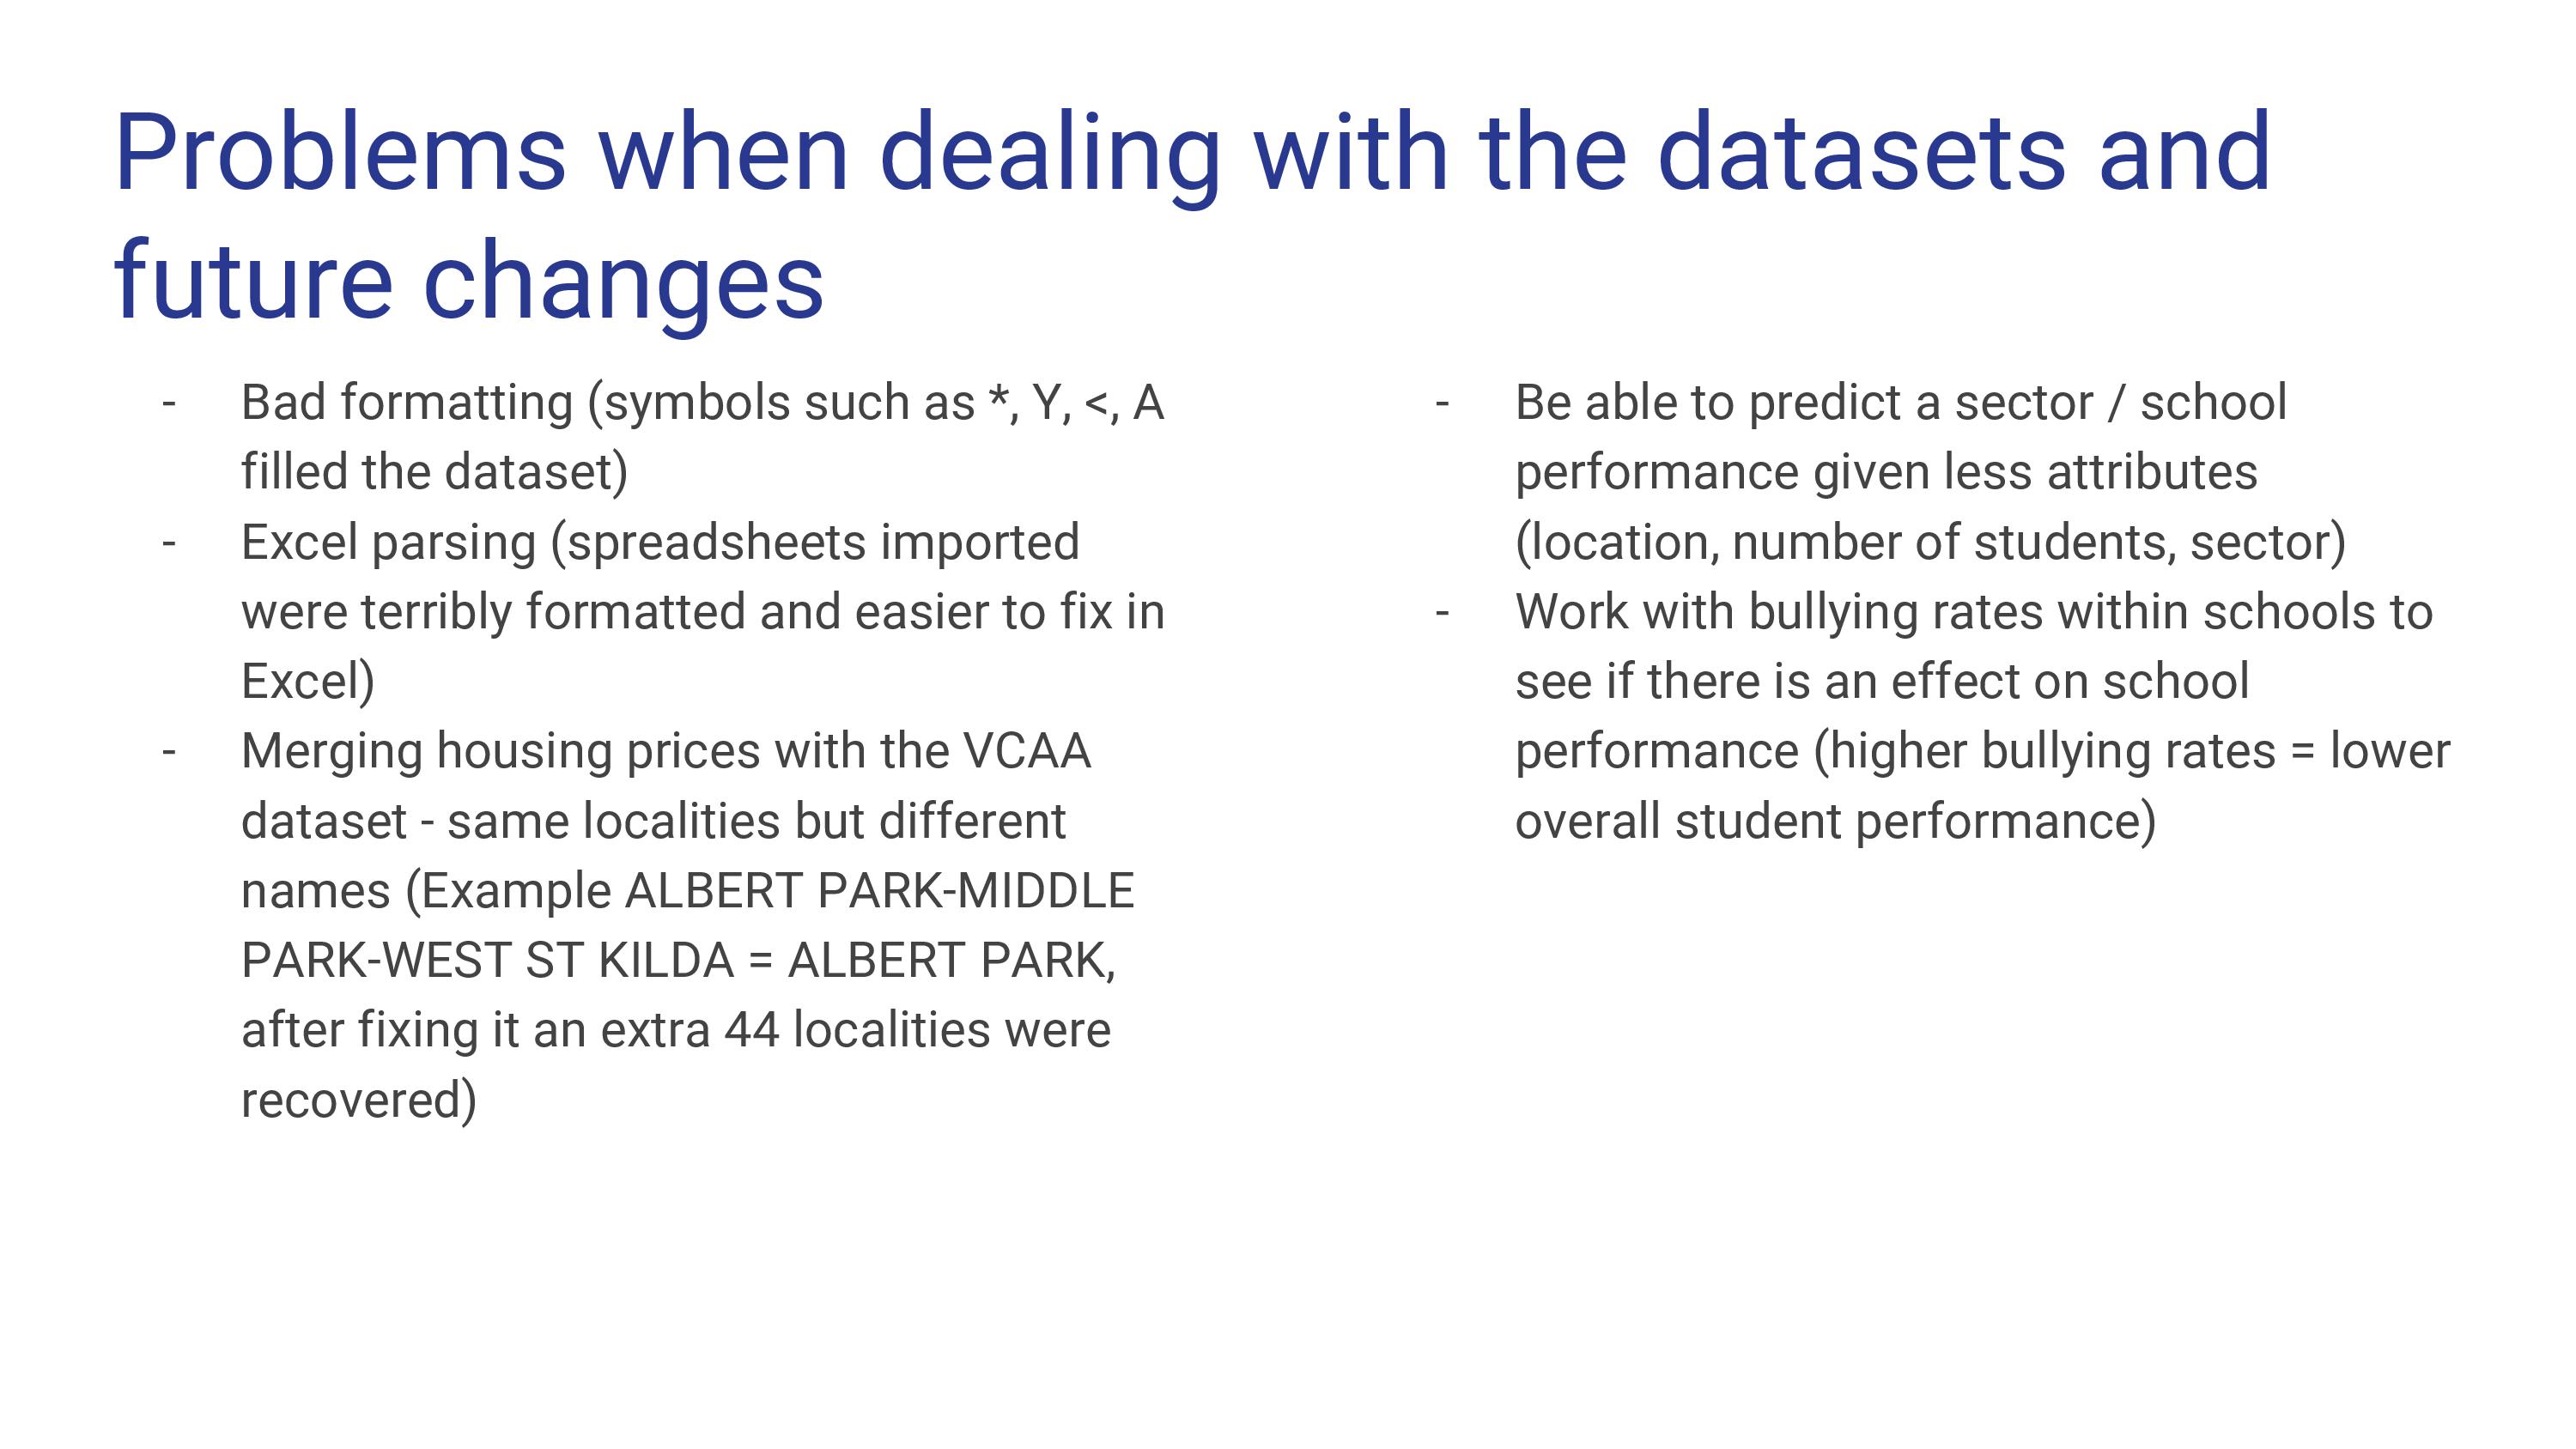 Problems when dealing with the datasets and
future changes
- Bad formatting (symbols such as *, Y, <, A
filled the dataset)
- Excel parsing (spreadsheets imported
were terribly formatted and easier to fix in
Excel)
- Merging housing prices with the VCAA
dataset - same localities but different
names (Example ALBERT PARK-MIDDLE
PARK-WEST ST KILDA = ALBERT PARK,
after fixing it an extra 44 localities were
recovered)
- Be able to predict a sector / school
performance given less attributes
(location, number of students, sector)
- Work with bullying rates within schools to
see if there is an effect on school
performance (higher bullying rates = lower
overall student performance)